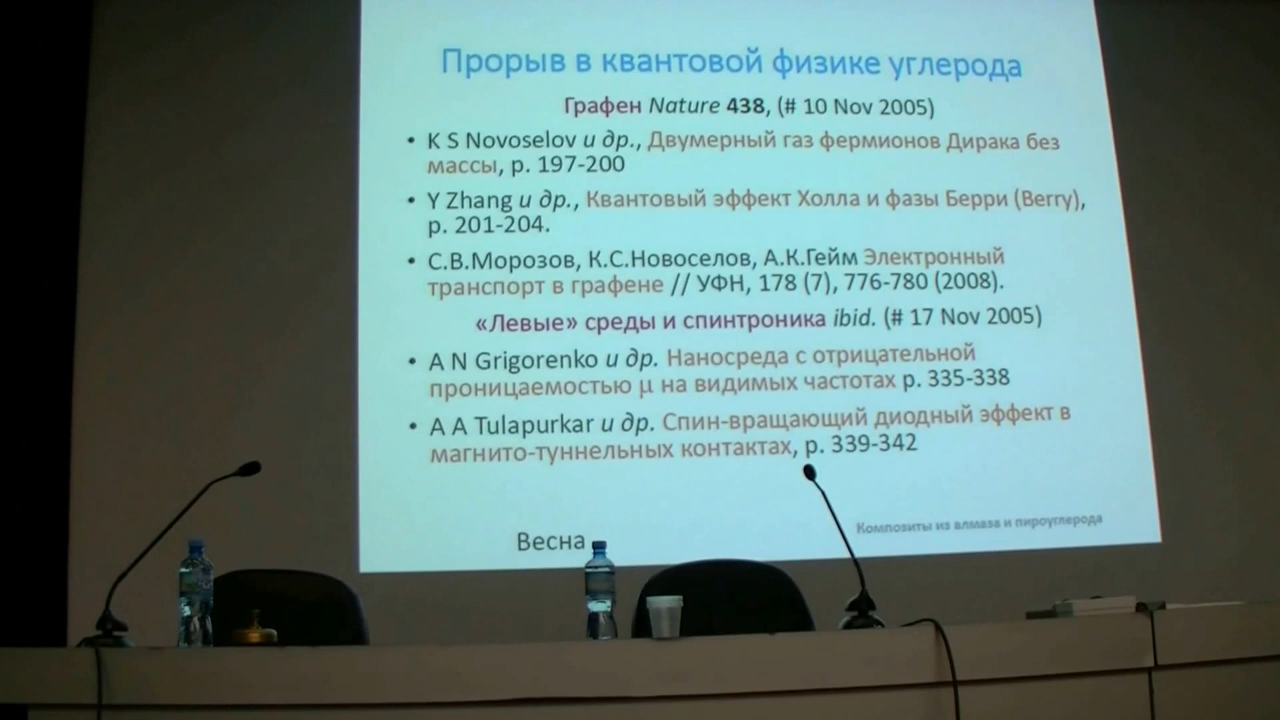 Прорыв в квантовой физике углерода
Графен Nature 438, (# 10 Nov 2005)
• K S Novoselov и др., Двумерный газ фермионов Дирака без
массы, p. 197-200
• Y Zhang и др., Квантовый эффект Холла и фазы Берри (Berry),
p. 201-204.
• С.В.Морозов, К.С.Новоселов, А.К.Гейм Электронный
транспорт в графене // УФН, 178 (7), 776-780 (2008).
«Левые» среды и спинтроника ibid. (# 17 Nov 2005)
• A N Grigorenko и др. Наносреда с отрицательной
проницаемостью μ на видимых частотах p. 335-338
• A A Tulapurkar и др. Спин-вращающий диодный эффект в
магнито-туннельных контактах, p. 339-342
Композиты из алмаза и пироуглерода
Весна